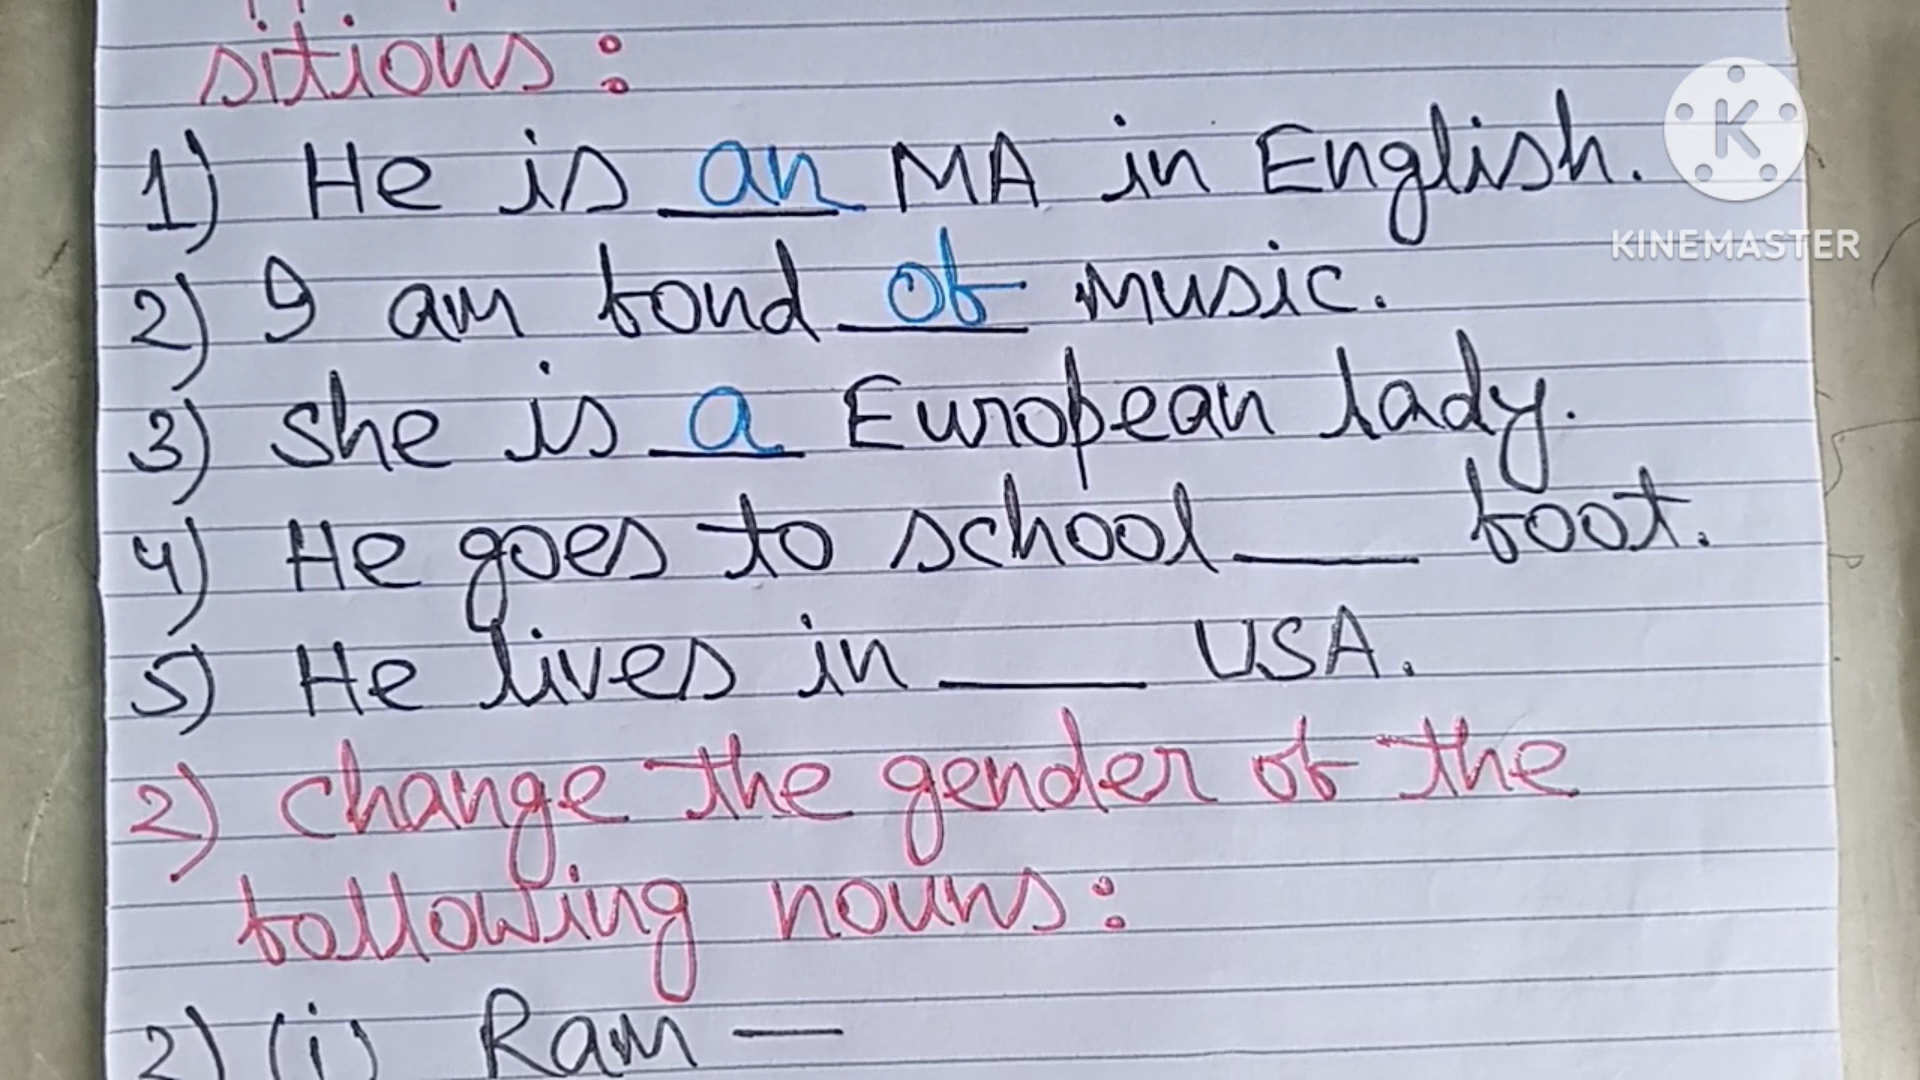 sitions:
1) He is an MA in English.
K
KINEMASTER
2) I am fond of music.
3) She is a European lady.
4) He goes to school ___ foot.
5) He lives in ___ USA.
2) Change the gender of the
following nouns:
2) (i) Ram —